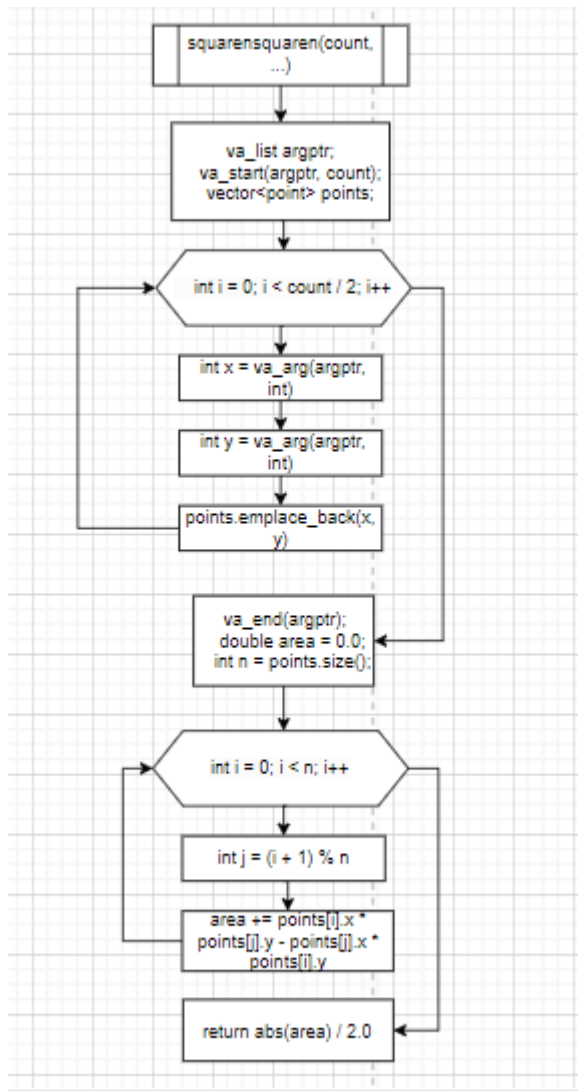 squarensquaren(count,
...)
va_list argptr;
va_start(argptr, count);
vector<point> points;
int i = 0; i < count / 2; i++
int x = va_arg(argptr,
int)
int y = va_arg(argptr,
int)
points.emplace_back(x,
y)
va_end(argptr);
double area = 0.0;
int n = points.size();
int i = 0; i < n; i++
int j = (i + 1) % n
area += points[i].x *
points[j].y - points[j].x *
points[i].y
return abs(area) / 2.0